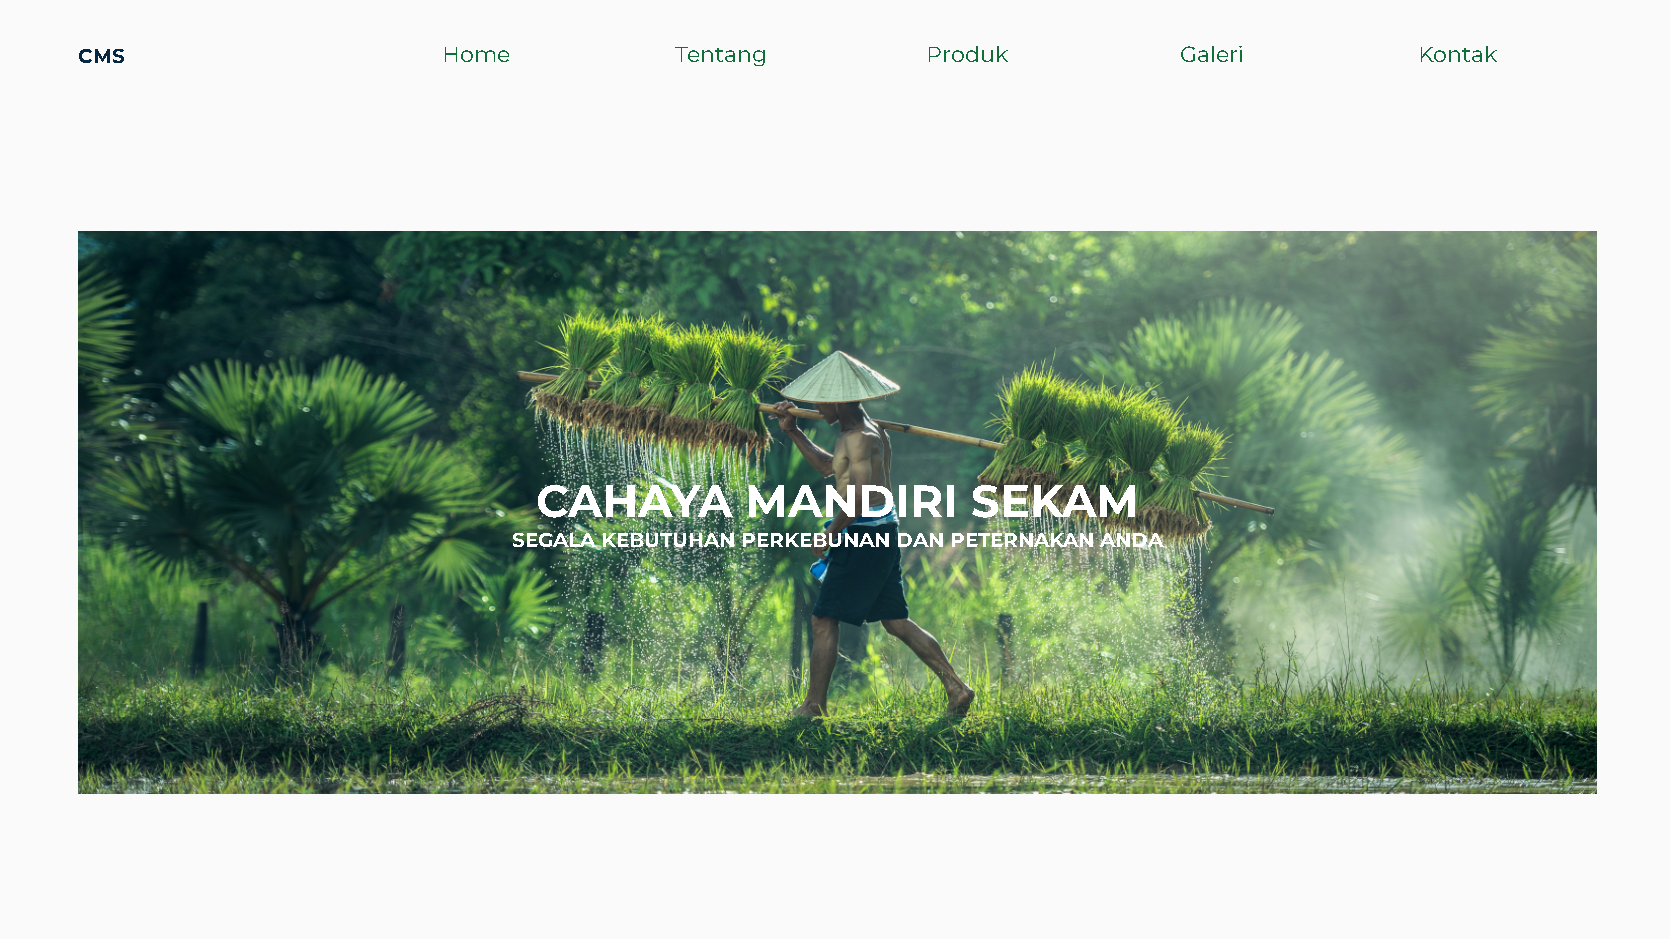 CMS
Home
Tentang
Produk
Galeri
Kontak
CAHAYA MANDIRI SEKAM
SEGALA KEBUTUHAN PERKEBUNAN DAN PETERNAKAN ANDA